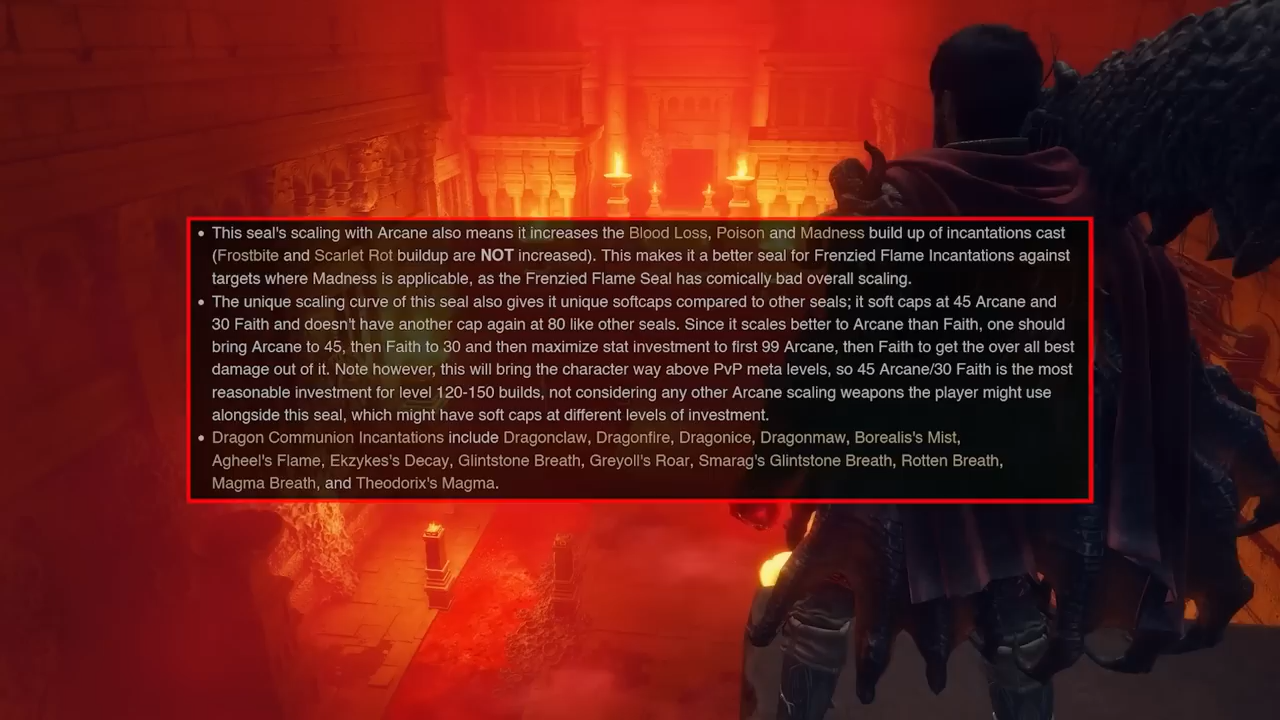 • This seal's scaling with Arcane also means it increases the Blood Loss, Poison and Madness build up of incantations cast
(Frostbite and Scarlet Rot buildup are NOT increased). This makes it a better seal for Frenzied Flame Incantations against
targets where Madness is applicable, as the Frenzied Flame Seal has comically bad overall scaling.
• The unique scaling curve of this seal also gives it unique softcaps compared to other seals; it soft caps at 45 Arcane and
30 Faith and doesn't have another cap again at 80 like other seals. Since it scales better to Arcane than Faith, one should
bring Arcane to 45, then Faith to 30 and then maximize stat investment to first 99 Arcane, then Faith to get the over all best
damage out of it. Note however, this will bring the character way above PvP meta levels, so 45 Arcane/30 Faith is the most
reasonable investment for level 120-150 builds, not considering any other Arcane scaling weapons the player might use
alongside this seal, which might have soft caps at different levels of investment.
• Dragon Communion Incantations include Dragonclaw, Dragonfire, Dragonice, Dragonmaw, Borealis's Mist,
Agheel's Flame, Ekzykes's Decay, Glintstone Breath, Greyoll's Roar, Smarag's Glintstone Breath, Rotten Breath,
Magma Breath, and Theodorix's Magma.